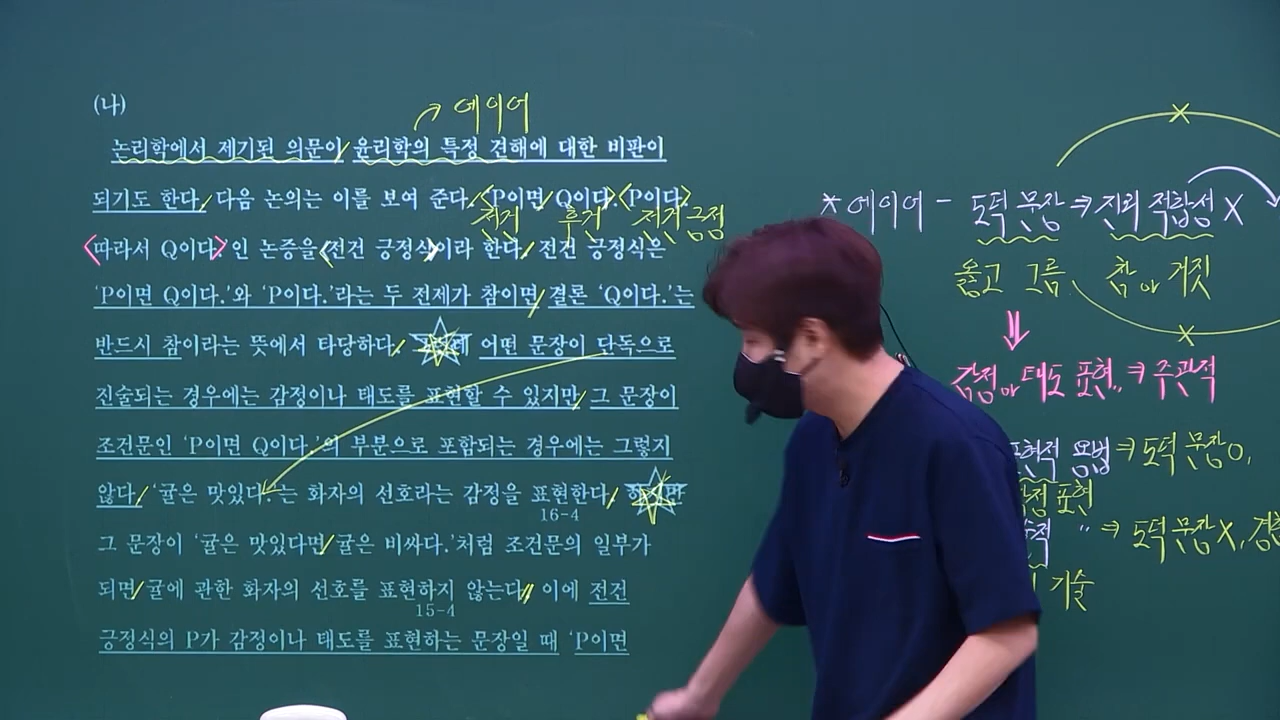 (나)
에이어
논리학에서 제기된 의문이 윤리학의 특정 견해에 대한 비판이
되기도 한다. 다음 논의는 이를 보여 준다. 'P이면 Q이다. P이다.
전건 후건 전건 긍정
따라서 Q이다.'인 논증을 전건 긍정식이라 한다. 전건 긍정식은
'P이면 Q이다.'와 'P이다.'라는 두 전제가 참이면 결론 'Q이다.'는
반드시 참이라는 뜻에서 타당하다. 어떤 문장이 단독으로
진술되는 경우에는 감정이나 태도를 표현할 수 있지만, 그 문장이
조건문인 'P이면 Q이다.'의 부분으로 포함되는 경우에는 그렇지
않다. '귤은 맛있다.'는 화자의 선호라는 감정을 표현한다.
16-4
그 문장이 '귤은 맛있다면 귤은 비싸다.'처럼 조건문의 일부가
되면 귤에 관한 화자의 선호를 표현하지 않는다. 이에 전건
15-4
긍정식의 P가 감정이나 태도를 표현하는 문장일 때 'P이면
X
* 에이어 - 도덕 문장 ⇒ 진리 적합성 X
옳고 그름 참 or 거짓
X
⇓
감정 or 태도 표현 ⇒ 주관적
표현적 용법 ⇒ 도덕 문장 O,
감정 표현
" ⇒ 도덕 문장 X,
기술